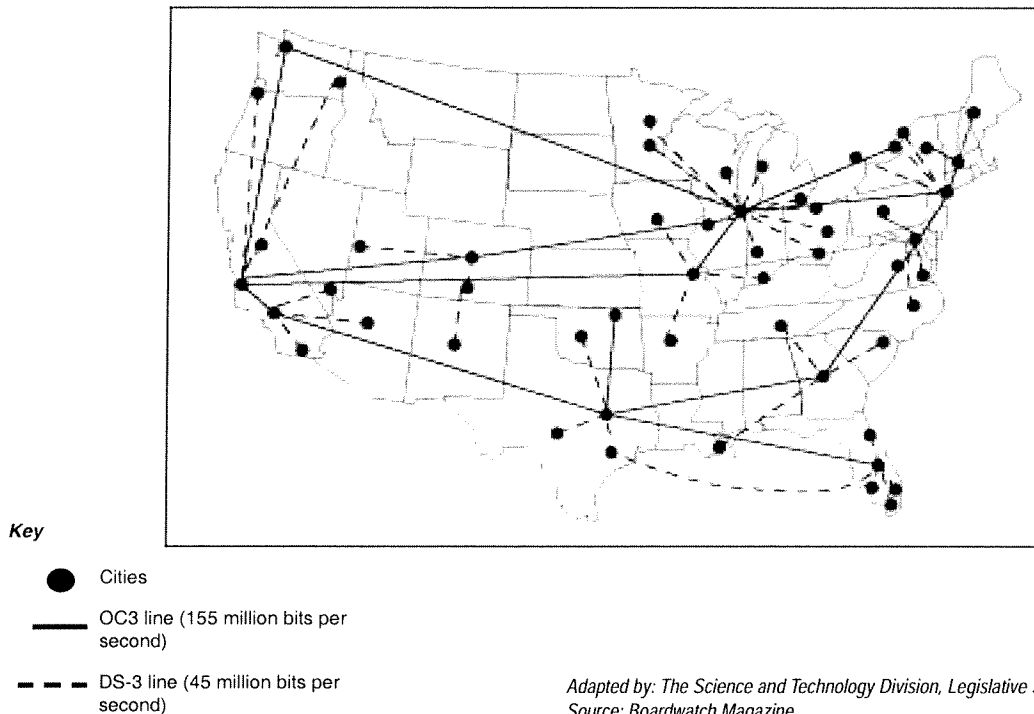 Key
Cities
OC3 line (155 million bits per
second)
DS-3 line (45 million bits per
second)
Adapted by: The Science and Technology Division, Legislative
Source: Boardwatch Magazine